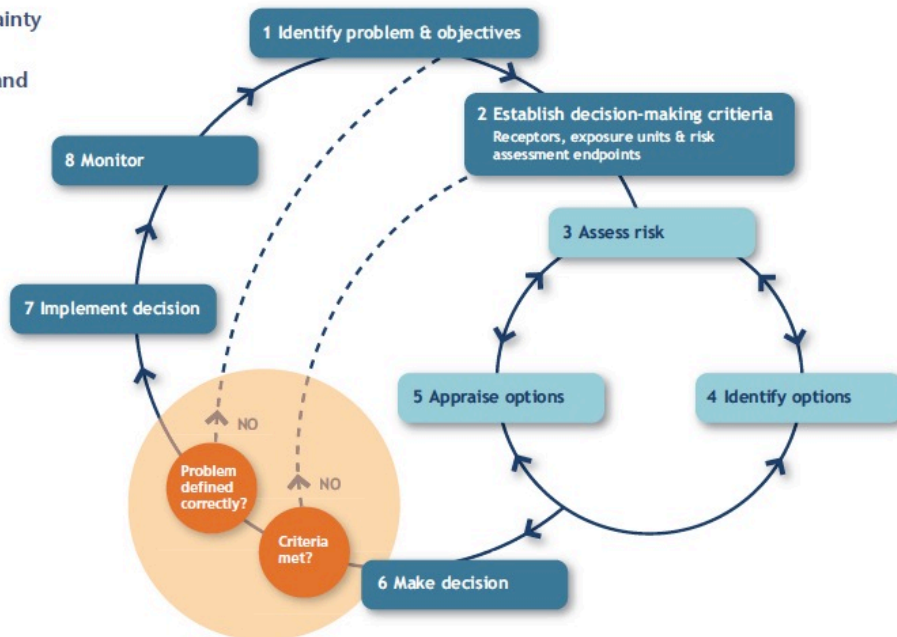 ainty
and
1 Identify problem & objectives
2 Establish decision-making critieria
Receptors, exposure units & risk
assessment endpoints
8 Monitor
3 Assess risk
7 Implement decision
5 Appraise options
4 Identify options
NO
Problem
defined
correctly?
NO
Criteria
met?
6 Make decision